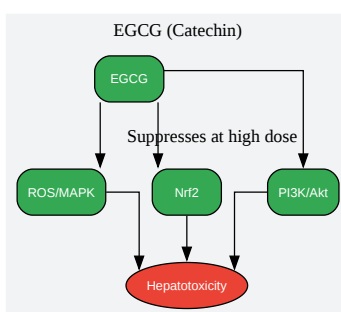 EGCG (Catechin)
EGCG
Suppresses at high dose
ROS/MAPK
Nrf2
PI3K/Akt
Hepatotoxicity